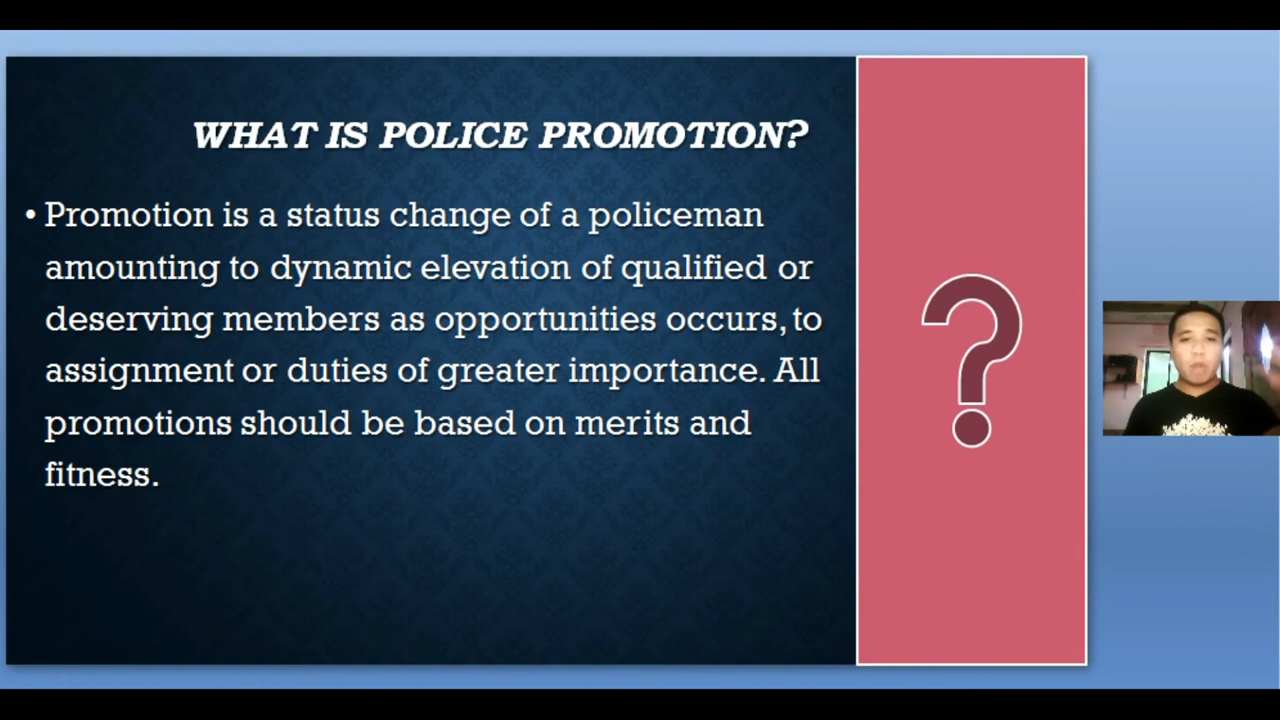 WHAT IS POLICE PROMOTION?
• Promotion is a status change of a policeman
amounting to dynamic elevation of qualified or
deserving members as opportunities occurs, to
assignment or duties of greater importance. All
promotions should be based on merits and
fitness.
?